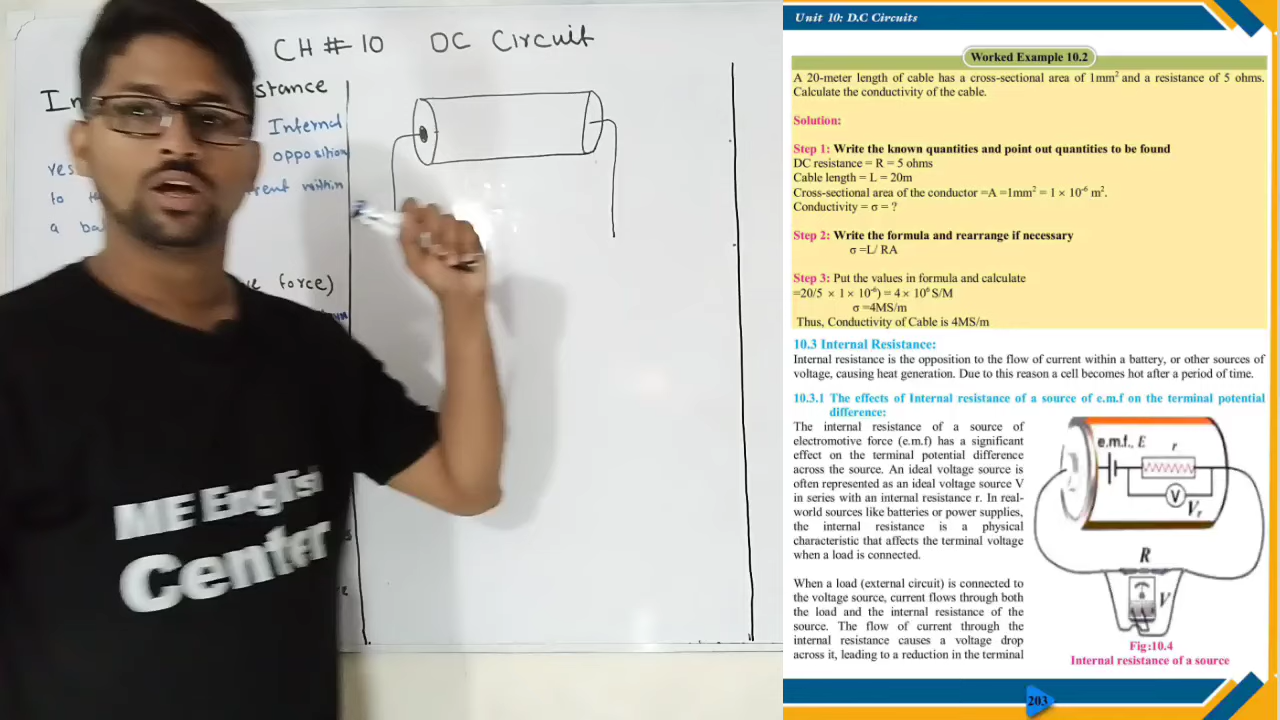 CH # 10 DC Circuit
stance
Internal
res opposition
to th rent within
a ba
e force)
ME Englis
Center
Unit 10: D.C Circuits
Worked Example 10.2
A 20-meter length of cable has a cross-sectional area of 1mm² and a resistance of 5 ohms.
Calculate the conductivity of the cable.
Solution:
Step 1: Write the known quantities and point out quantities to be found
DC resistance = R = 5 ohms
Cable length = L = 20m
Cross-sectional area of the conductor =A =1mm² = 1 × 10⁻⁶ m².
Conductivity = σ = ?
Step 2: Write the formula and rearrange if necessary
σ =L/ RA
Step 3: Put the values in formula and calculate
=20/5 × 1 × 10⁻⁶) = 4 × 10⁶ S/M
σ =4MS/m
Thus, Conductivity of Cable is 4MS/m
10.3 Internal Resistance:
Internal resistance is the opposition to the flow of current within a battery, or other sources of
voltage, causing heat generation. Due to this reason a cell becomes hot after a period of time.
10.3.1 The effects of Internal resistance of a source of e.m.f on the terminal potential
difference:
The internal resistance of a source of
electromotive force (e.m.f) has a significant
effect on the terminal potential difference
across the source. An ideal voltage source is
often represented as an ideal voltage source V
in series with an internal resistance r. In real-
world sources like batteries or power supplies,
the internal resistance is a physical
characteristic that affects the terminal voltage
when a load is connected.
When a load (external circuit) is connected to
the voltage source, current flows through both
the load and the internal resistance of the
source. The flow of current through the
internal resistance causes a voltage drop
across it, leading to a reduction in the terminal
e.m.f., E r
V
Vr
R
V
Fig:10.4
Internal resistance of a source
203